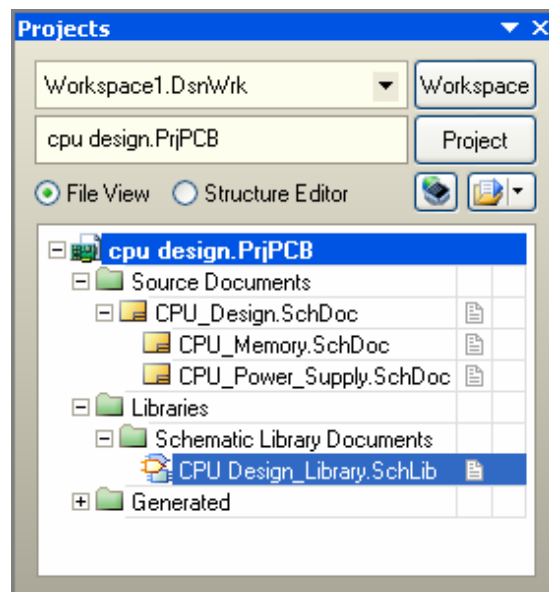 Projects
Workspace1.DsnWrk Workspace
cpu design.PrjPCB Project
File View Structure Editor
cpu design.PrjPCB
Source Documents
CPU_Design.SchDoc
CPU_Memory.SchDoc
CPU_Power_Supply.SchDoc
Libraries
Schematic Library Documents
CPU Design_Library.SchLib
Generated